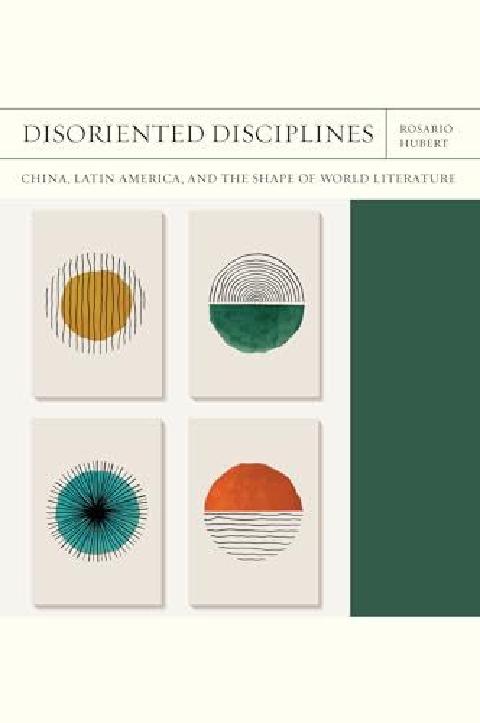 DISORIENTED DISCIPLINES
ROSARIO
HUBERT
CHINA, LATIN AMERICA, AND THE SHAPE OF WORLD LITERATURE